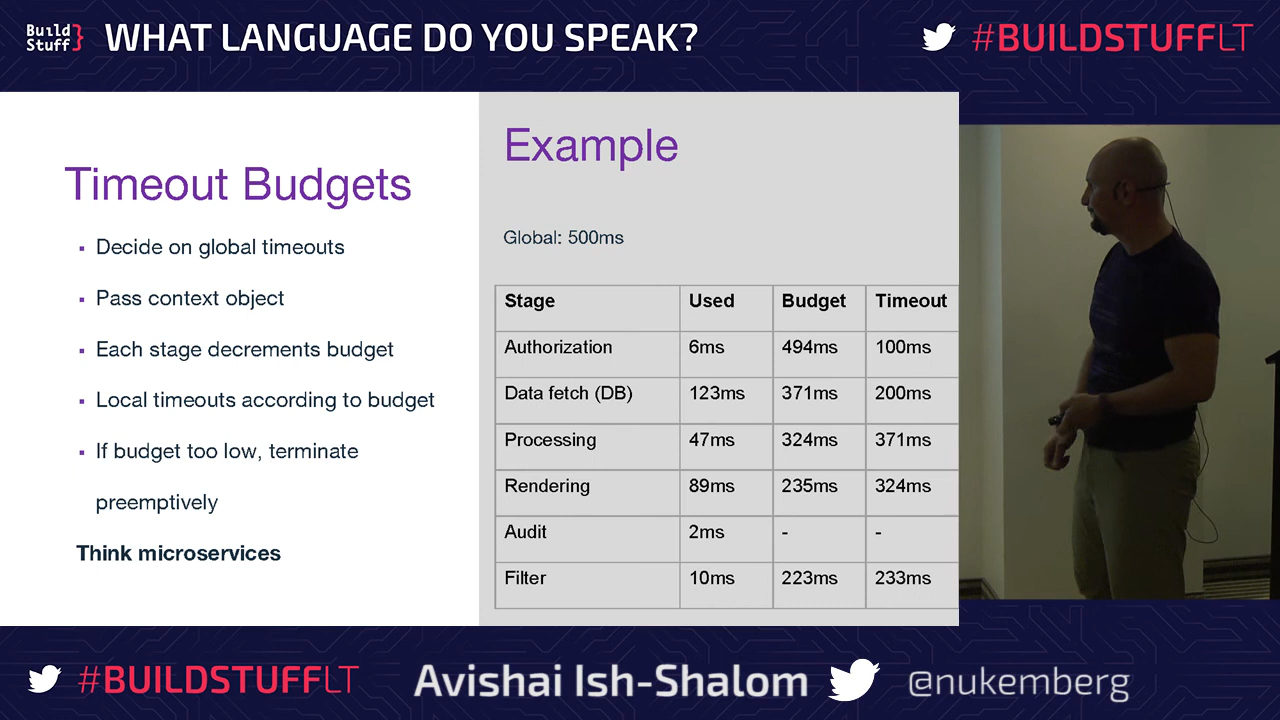 Build
Stuff}
WHAT LANGUAGE DO YOU SPEAK?
#BUILDSTUFFLT
Timeout Budgets
▪ Decide on global timeouts
▪ Pass context object
▪ Each stage decrements budget
▪ Local timeouts according to budget
▪ If budget too low, terminate
preemptively
Think microservices
Example
Global: 500ms
Stage Used Budget Timeout
Authorization 6ms 494ms 100ms
Data fetch (DB) 123ms 371ms 200ms
Processing 47ms 324ms 371ms
Rendering 89ms 235ms 324ms
Audit 2ms - -
Filter 10ms 223ms 233ms
#BUILDSTUFFLT
Avishai Ish-Shalom
@nukemberg